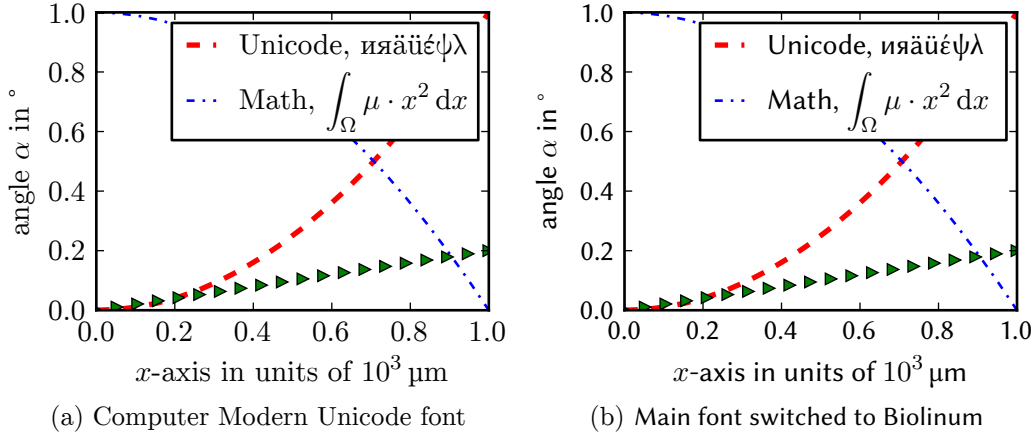 1.0
0.8
0.6
0.4
0.2
0.0
angle α in °
Unicode, ияäüέψλ
Math, ∫_Ω μ · x² dx
0.0 0.2 0.4 0.6 0.8 1.0
x-axis in units of 10³ μm
(a) Computer Modern Unicode font
1.0
0.8
0.6
0.4
0.2
0.0
angle α in °
Unicode, ияäüέψλ
Math, ∫_Ω μ · x² dx
0.0 0.2 0.4 0.6 0.8 1.0
x-axis in units of 10³ μm
(b) Main font switched to Biolinum